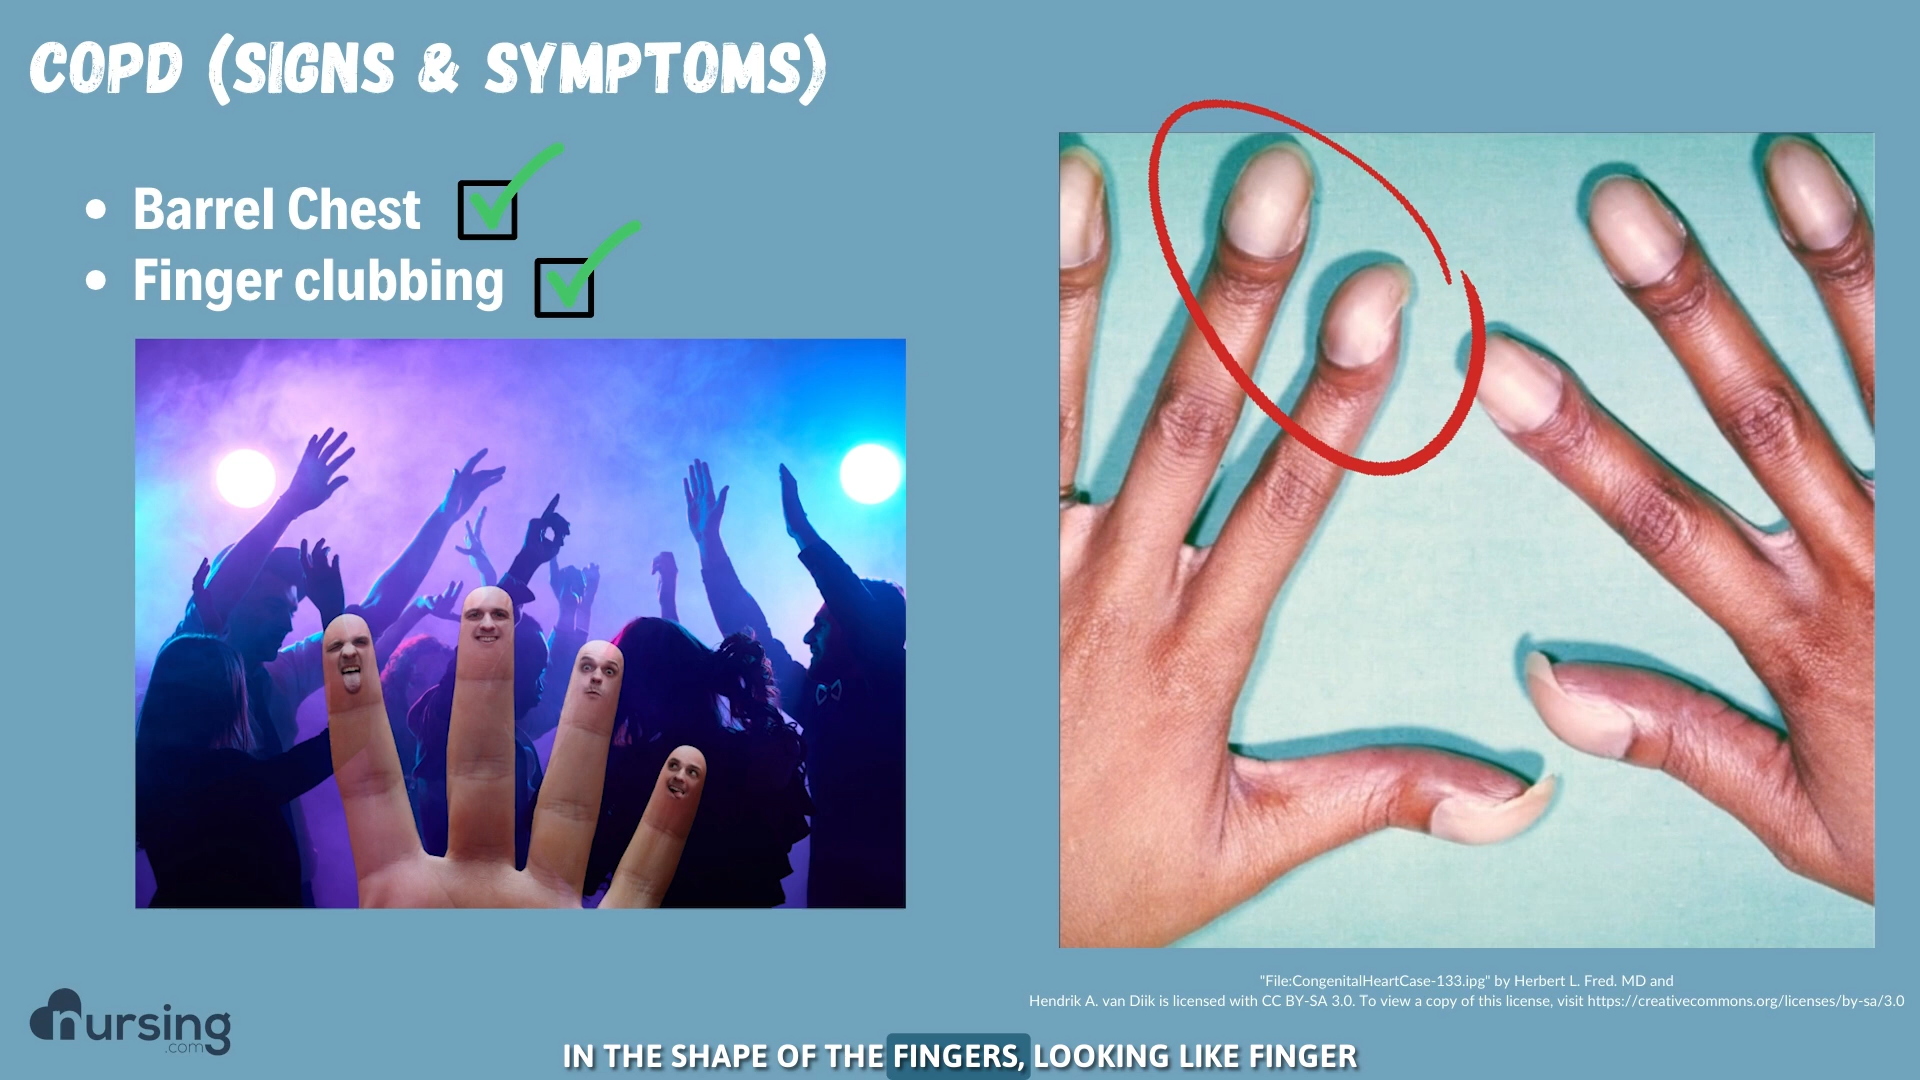 COPD (SIGNS & SYMPTOMS)
• Barrel Chest
• Finger clubbing
"File:CongenitalHeartCase-133.jpg" by Herbert L. Fred. MD and
Hendrik A. van Dijk is licensed with CC BY-SA 3.0. To view a copy of this license, visit https://creativecommons.org/licenses/by-sa/3.0
nursing
.com
IN THE SHAPE OF THE FINGERS, LOOKING LIKE FINGER